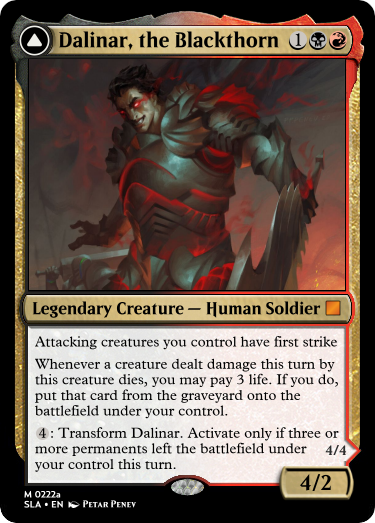 Dalinar, the Blackthorn 1
Legendary Creature — Human Soldier
Attacking creatures you control have first strike
Whenever a creature dealt damage this turn by
this creature dies, you may pay 3 life. If you do,
put that card from the graveyard onto the
battlefield under your control.
4 : Transform Dalinar. Activate only if three or
more permanents left the battlefield under
your control this turn.
4/4
4/2
M 0222a
SLA • EN Petar Penev